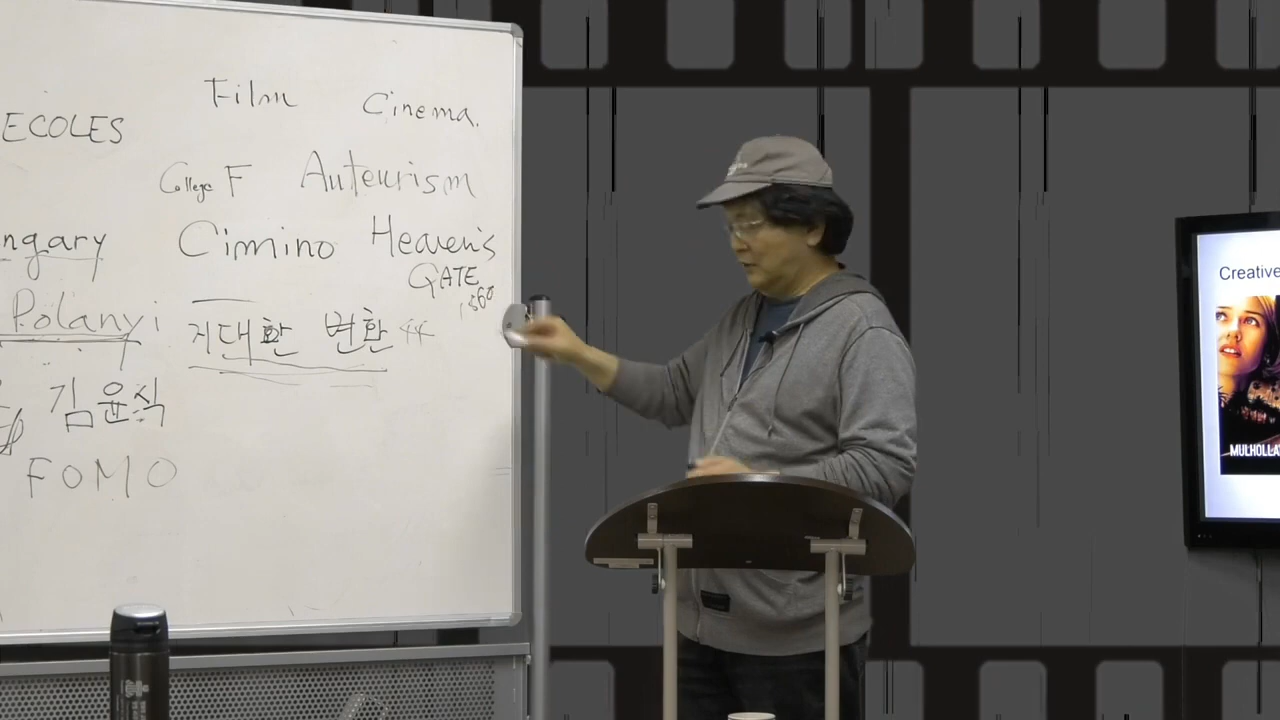 Film Cinema.
ECOLES
College F Auteurism
ngary Cimino Heaven's
GATE
Polanyi 거대한 변환 44
김윤식
FOMO
Creative
MULHOLLA